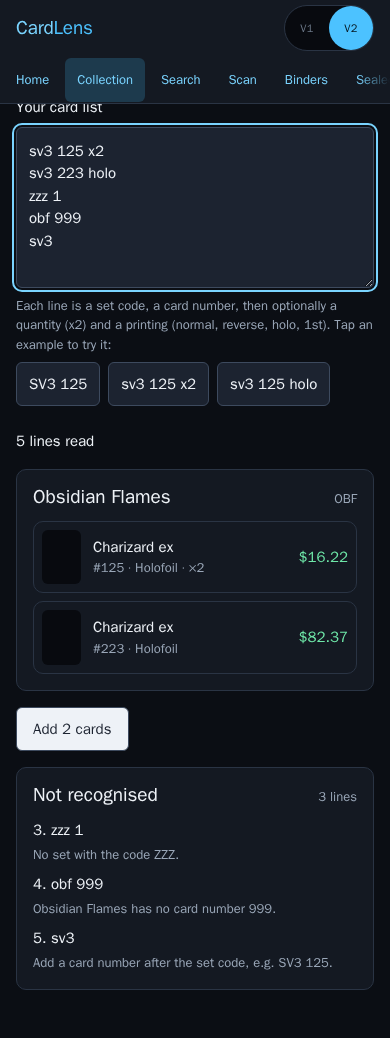 CardLens
V1
V2
Home
Collection
Search
Scan
Binders
Your card list
sv3 125 x2
sv3 223 holo
zzz 1
obf 999
sv3
Each line is a set code, a card number, then optionally a
quantity (x2) and a printing (normal, reverse, holo, 1st). Tap an
example to try it:
SV3 125
sv3 125 x2
sv3 125 holo
5 lines read
Obsidian Flames
OBF
Charizard ex
#125 · Holofoil · ×2
$16.22
Charizard ex
#223 · Holofoil
$82.37
Add 2 cards
Not recognised
3 lines
3. zzz 1
No set with the code ZZZ.
4. obf 999
Obsidian Flames has no card number 999.
5. sv3
Add a card number after the set code, e.g. SV3 125.